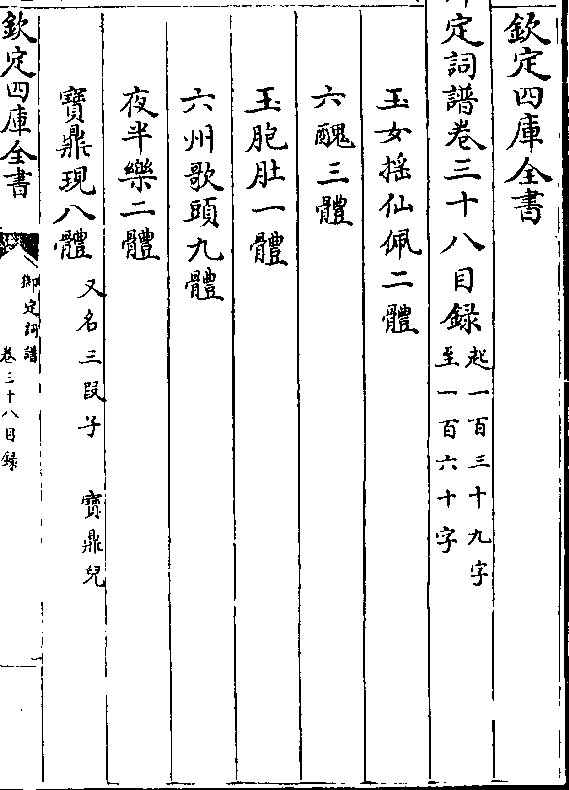 欽定四庫全書
定詞譜卷三十八目録 起一百三十九字 至一百六十字
玉女揺仙佩二體
六醜三體
玉胞肚一體
六州歌頭九體
夜半樂二體
寶鼎現八體 又名三段子 寳鼎兒
欽定四庫全書 御定詞譜 卷三十八目録